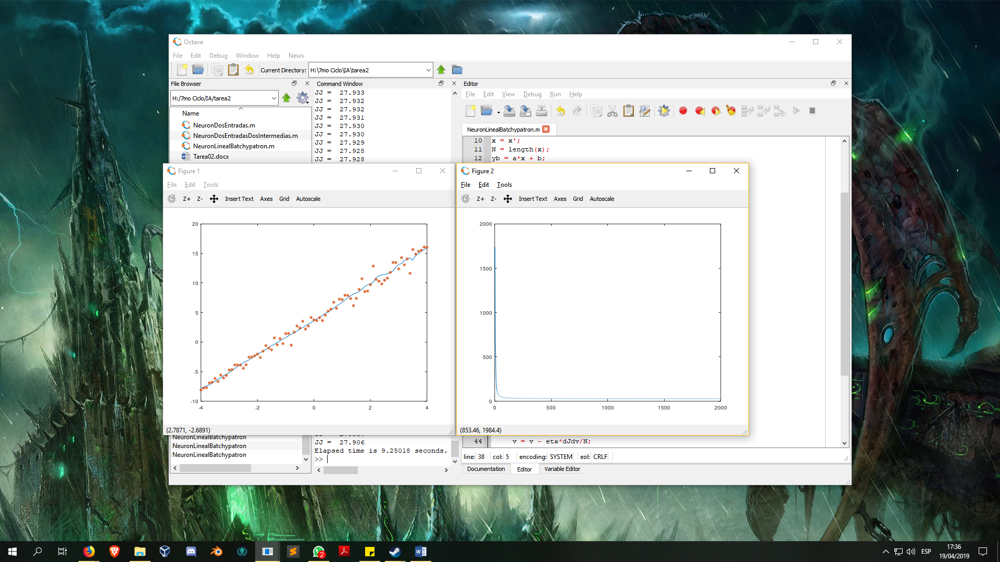 Octave
File Edit Debug Window Help News
Current Directory: H:\7mo Ciclo\IA\tarea2
File Browser
H:/7mo Ciclo/IA/tarea2
Name
NeuronDosEntradas.m
NeuronDosEntradasDosIntermedias.m
NeuronLinealBatchypatron.m
Tarea02.docx
Command Window
JJ = 27.933
JJ = 27.932
JJ = 27.932
JJ = 27.931
JJ = 27.930
JJ = 27.930
JJ = 27.929
JJ = 27.928
JJ = 27.928
Editor
File Edit View Debug Run Help
NeuronLinealBatchypatron.m
10 x = x';
11 N = length(x);
12 yb = a*x + b;
Figure 1
File Edit Tools
Z+ Z- Insert Text Axes Grid Autoscale
20
15
10
5
0
-5
-10
-4 -2 0 2 4
(2.7871, -2.6891)
Figure 2
File Edit Tools
Z+ Z- Insert Text Axes Grid Autoscale
2000
1500
1000
500
0
0 500 1000 1500 2000
(853.46, 1984.4)
NeuronLinealBatchypatron
NeuronLinealBatchypatron
NeuronLinealBatchypatron
JJ = 27.906
Elapsed time is 9.25018 seconds.
>>
44 v = v - eta*dJdv/N;
line: 38 col: 5 encoding: SYSTEM eol: CRLF
Documentation Editor Variable Editor
2
ESP
17:36
19/04/2019